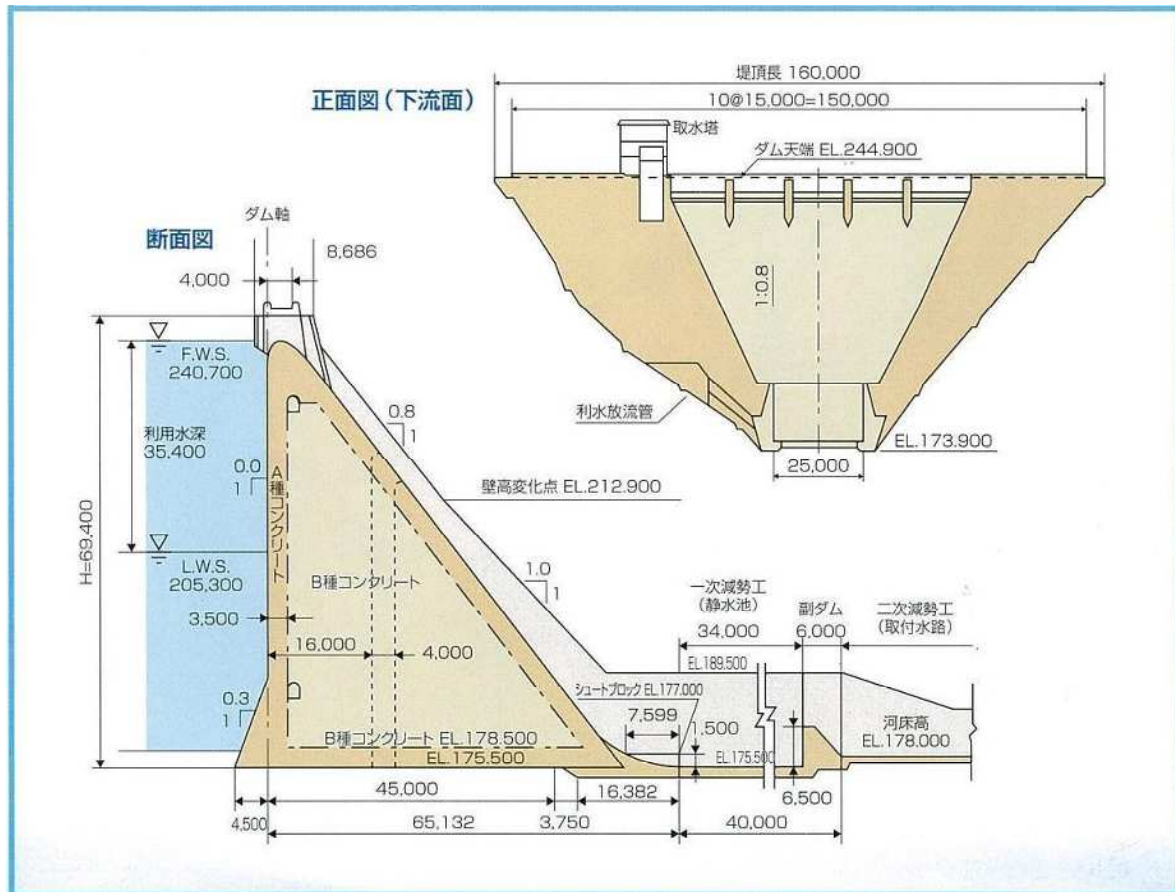 正面図(下流面)
堤頂長 160,000
10@15,000=150,000
取水塔
ダム天端 EL.244.900
1:0.8
利水放流管
EL.173.900
25,000
断面図
ダム軸
8,686
4,000
F.W.S.
240,700
利用水深
35,400
L.W.S.
205,300
H=69,400
0.0
1
A種コンクリート
0.8
1
壁高変化点 EL.212.900
B種コンクリート
1.0
1
3,500
16,000
4,000
0.3
1
一次減勢工
(静水池)
34,000
副ダム
6,000
二次減勢工
(取付水路)
EL.189.500
シュートブロック EL.177.000
7,599
1,500
河床高
EL.178.000
B種コンクリート EL.178.500
EL.175.500
EL.175.500
6,500
45,000
16,382
4,500
65,132
3,750
40,000